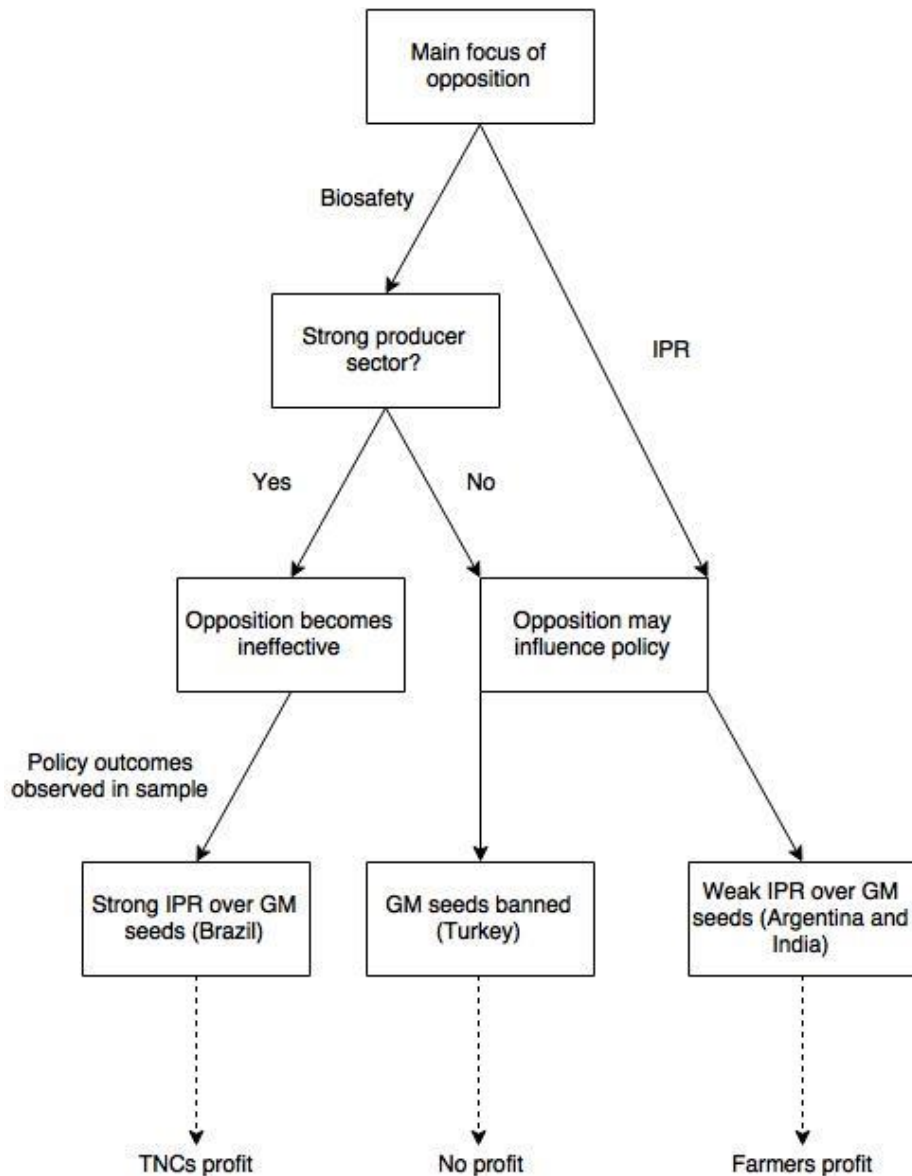 Main focus of
opposition
Biosafety
IPR
Strong producer
sector?
Yes
No
Opposition becomes
ineffective
Opposition may
influence policy
Policy outcomes
observed in sample
Strong IPR over GM
seeds (Brazil)
GM seeds banned
(Turkey)
Weak IPR over GM
seeds (Argentina and
India)
TNCs profit
No profit
Farmers profit